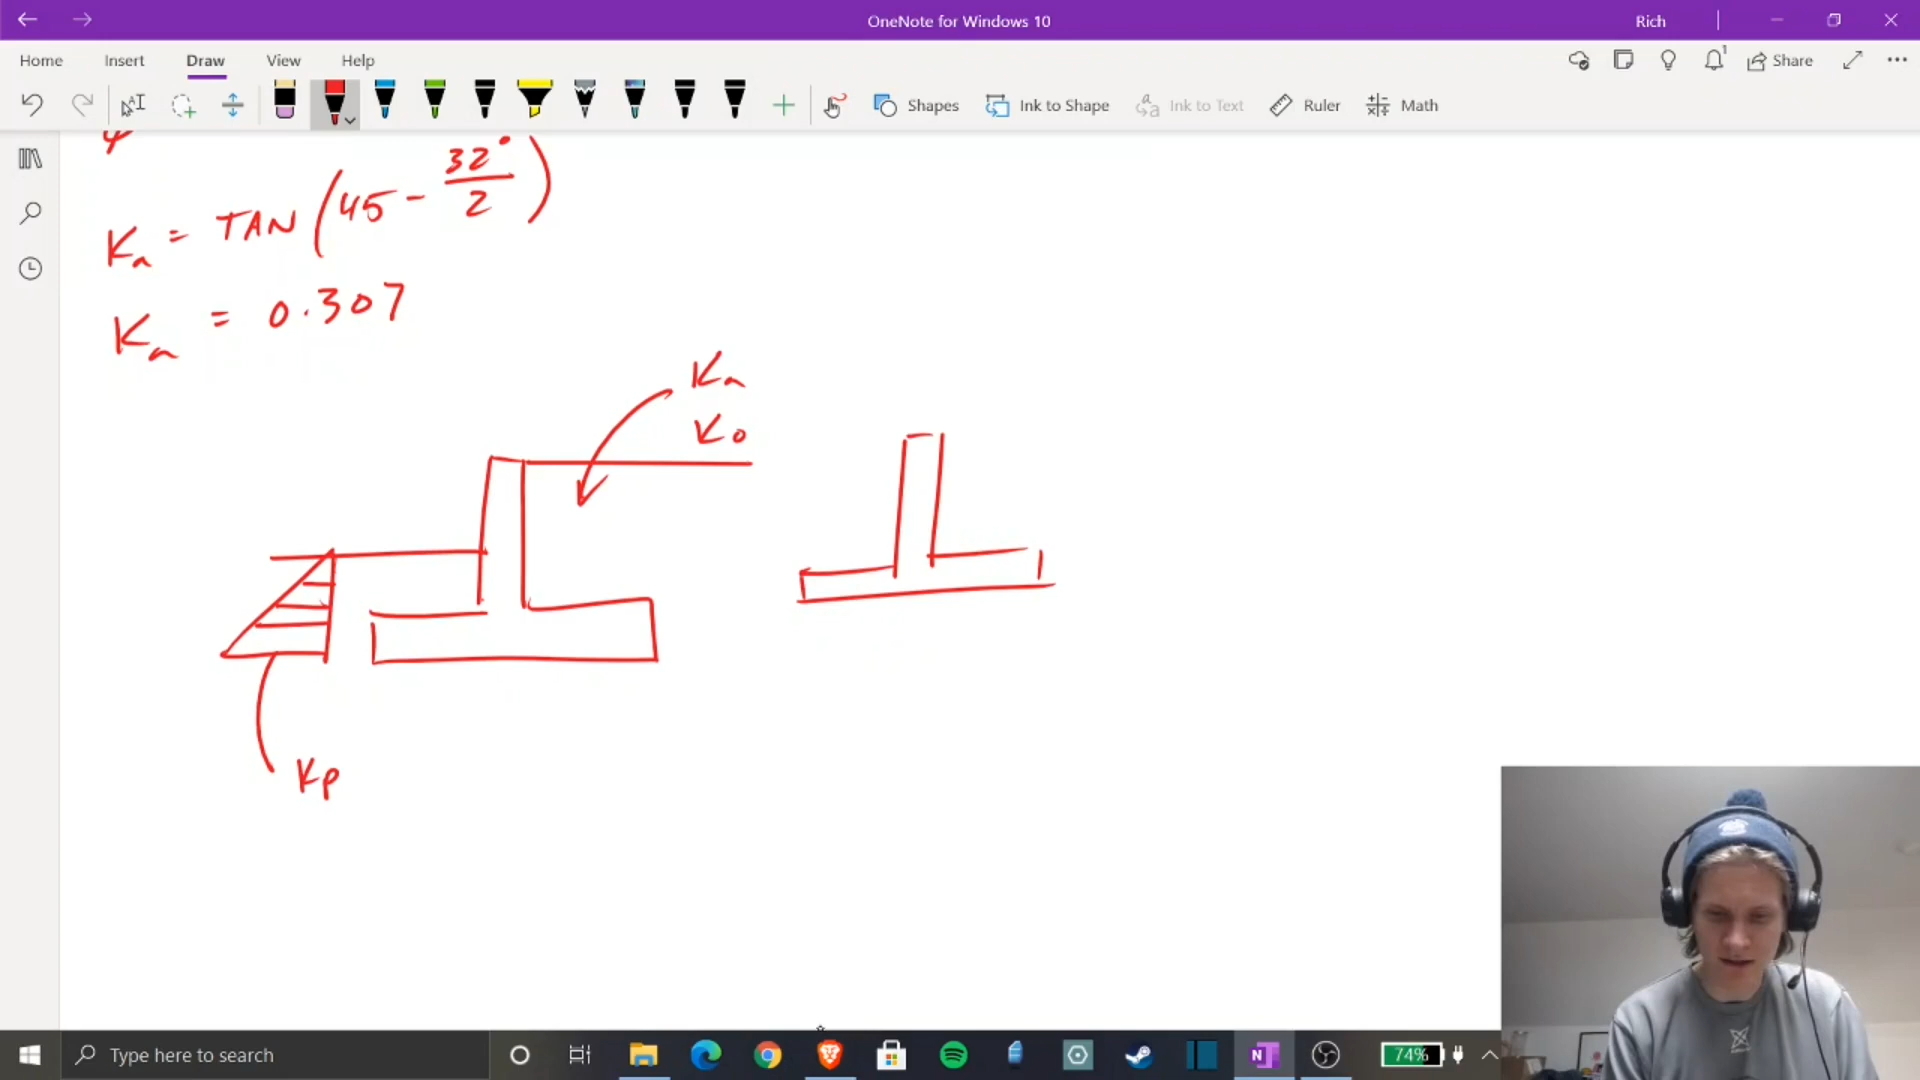 OneNote for Windows 10
Rich
Home Insert Draw View Help
1
Share
Shapes
Ink to Shape
Ink to Text
Ruler
Math
Ka = TAN (45 - 32°/2)
Ka = 0.307
Ka
Ko
Kp
Type here to search
N
74%